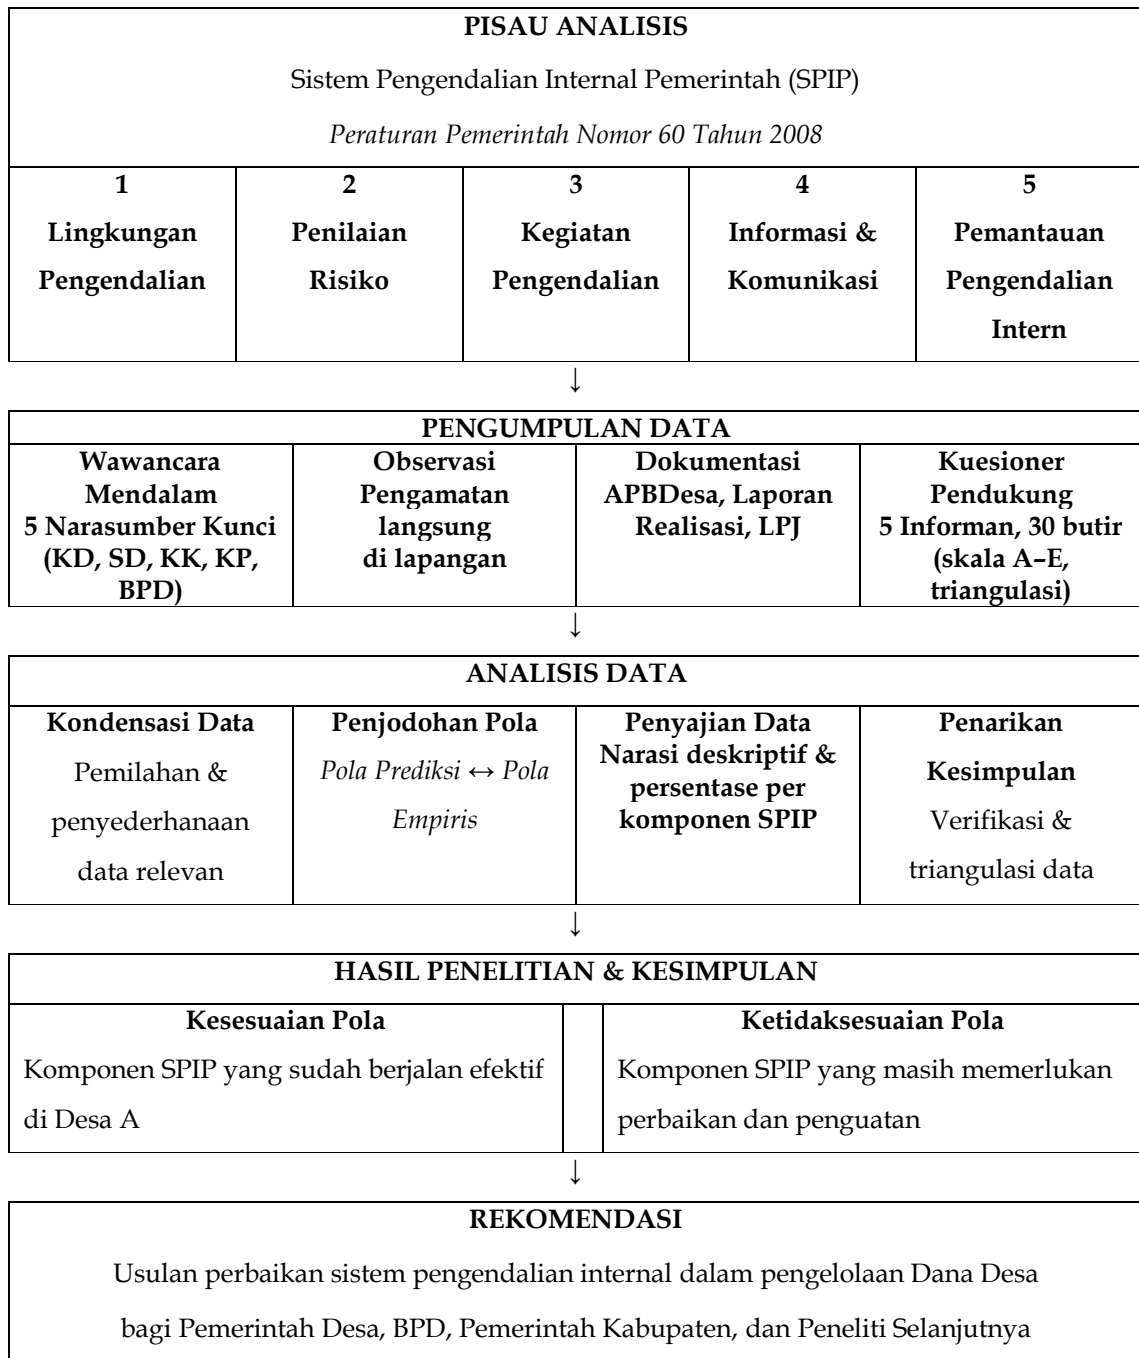 PISAU ANALISIS
Sistem Pengendalian Internal Pemerintah (SPIP)
Peraturan Pemerintah Nomor 60 Tahun 2008
1
Lingkungan
Pengendalian
2
Penilaian
Risiko
3
Kegiatan
Pengendalian
4
Informasi &
Komunikasi
5
Pemantauan
Pengendalian
Intern
↓
PENGUMPULAN DATA
Wawancara
Mendalam
5 Narasumber Kunci
(KD, SD, KK, KP,
BPD)
Observasi
Pengamatan
langsung
di lapangan
Dokumentasi
APBDesa, Laporan
Realisasi, LPJ
Kuesioner
Pendukung
5 Informan, 30 butir
(skala A–E,
triangulasi)
↓
ANALISIS DATA
Kondensasi Data
Pemilahan &
penyederhanaan
data relevan
Penjodohan Pola
Pola Prediksi ↔ Pola
Empiris
Penyajian Data
Narasi deskriptif &
persentase per
komponen SPIP
Penarikan
Kesimpulan
Verifikasi &
triangulasi data
↓
HASIL PENELITIAN & KESIMPULAN
Kesesuaian Pola
Komponen SPIP yang sudah berjalan efektif
di Desa A
Ketidaksesuaian Pola
Komponen SPIP yang masih memerlukan
perbaikan dan penguatan
↓
REKOMENDASI
Usulan perbaikan sistem pengendalian internal dalam pengelolaan Dana Desa
bagi Pemerintah Desa, BPD, Pemerintah Kabupaten, dan Peneliti Selanjutnya